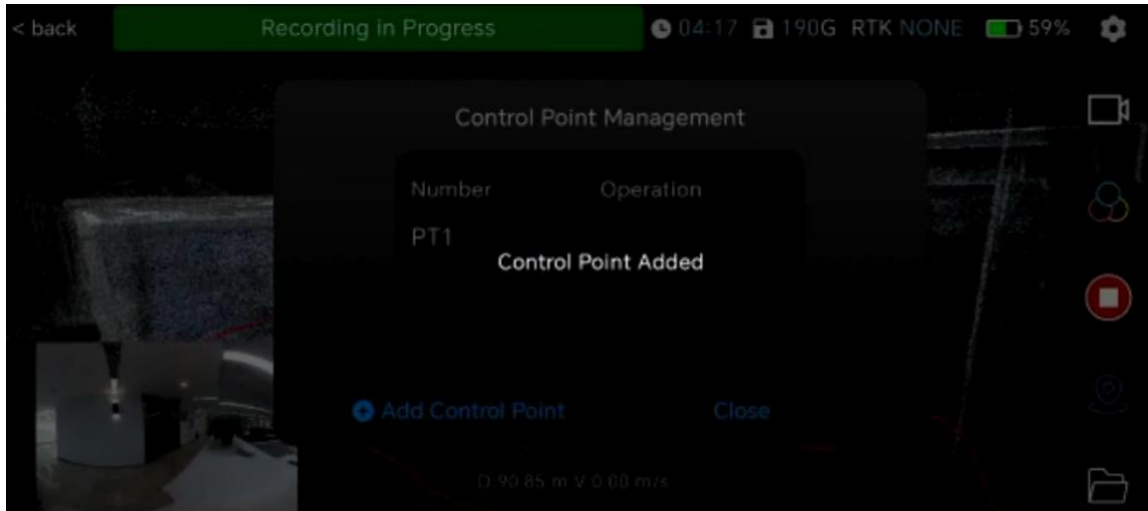 < back Recording in Progress 04:17 190G RTK NONE 59%
Control Point Management
Number Operation
PT1
Control Point Added
Add Control Point Close
D:90.85 m V 0.00 m/s